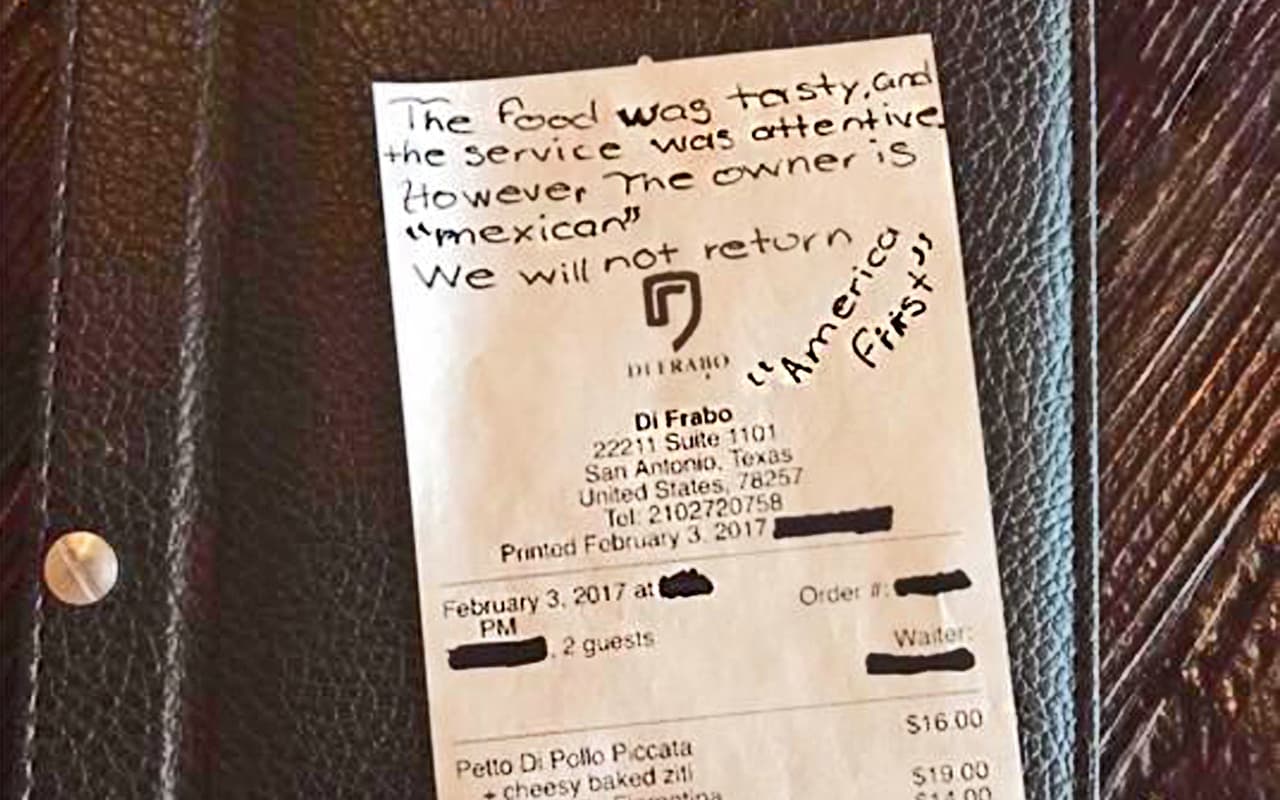 The food was tasty, and
the service was attentive.
However The owner is
“mexican”
We will not return
“America
First”
DI FRABO
Di Frabo
22211 Suite 1101
San Antonio, Texas
United States, 78257
Tel: 2102720758
Printed February 3, 2017
February 3, 2017 at
PM
Order #:
, 2 guests
Waiter:
$16.00
Petto Di Pollo Piccata
+ cheesy baked ziti
$19.00
Fiorentina
$14.00